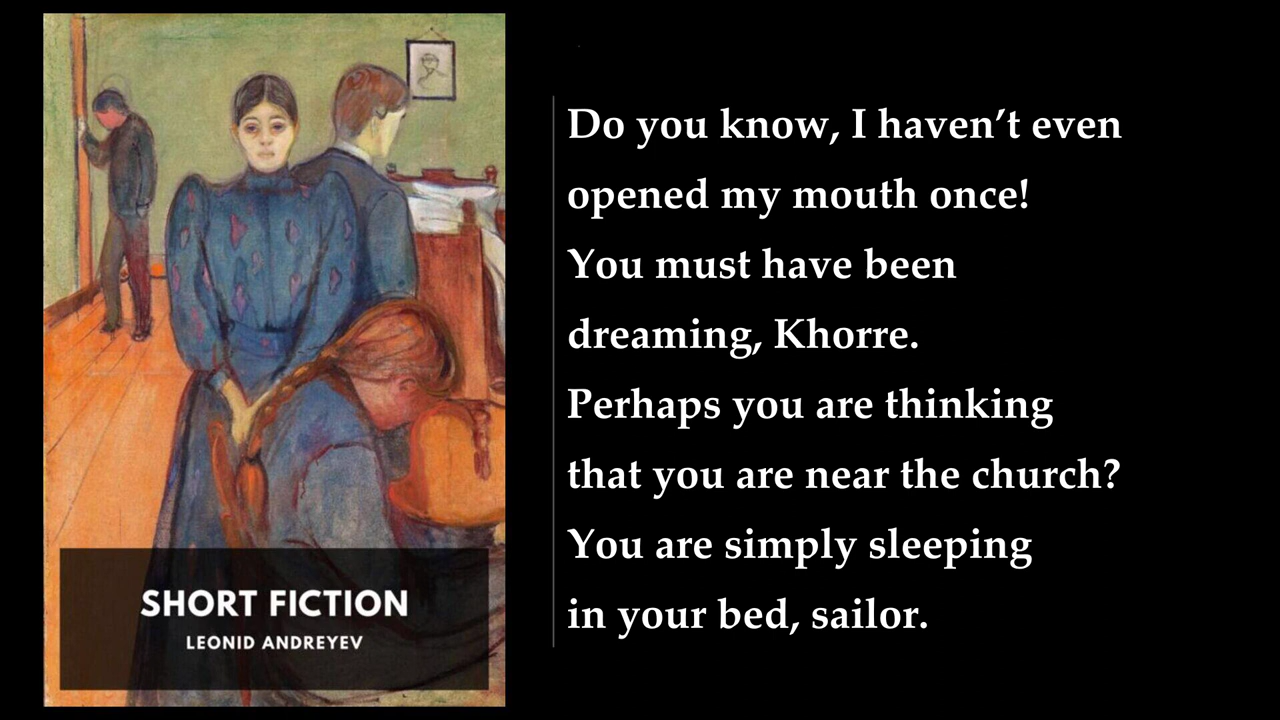 SHORT FICTION
LEONID ANDREYEV
Do you know, I haven’t even
opened my mouth once!
You must have been
dreaming, Khorre.
Perhaps you are thinking
that you are near the church?
You are simply sleeping
in your bed, sailor.